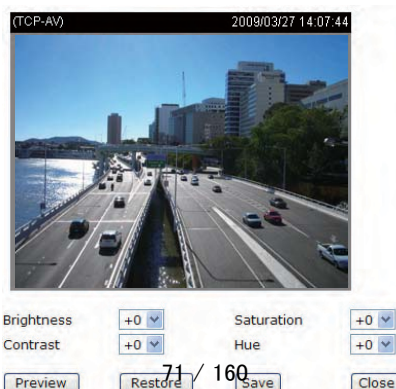 (TCP-AV) 2009/03/27 14:07:44
Brightness +0 Saturation +0
Contrast +0 Hue +0
Preview Restore Save Close
71 / 160